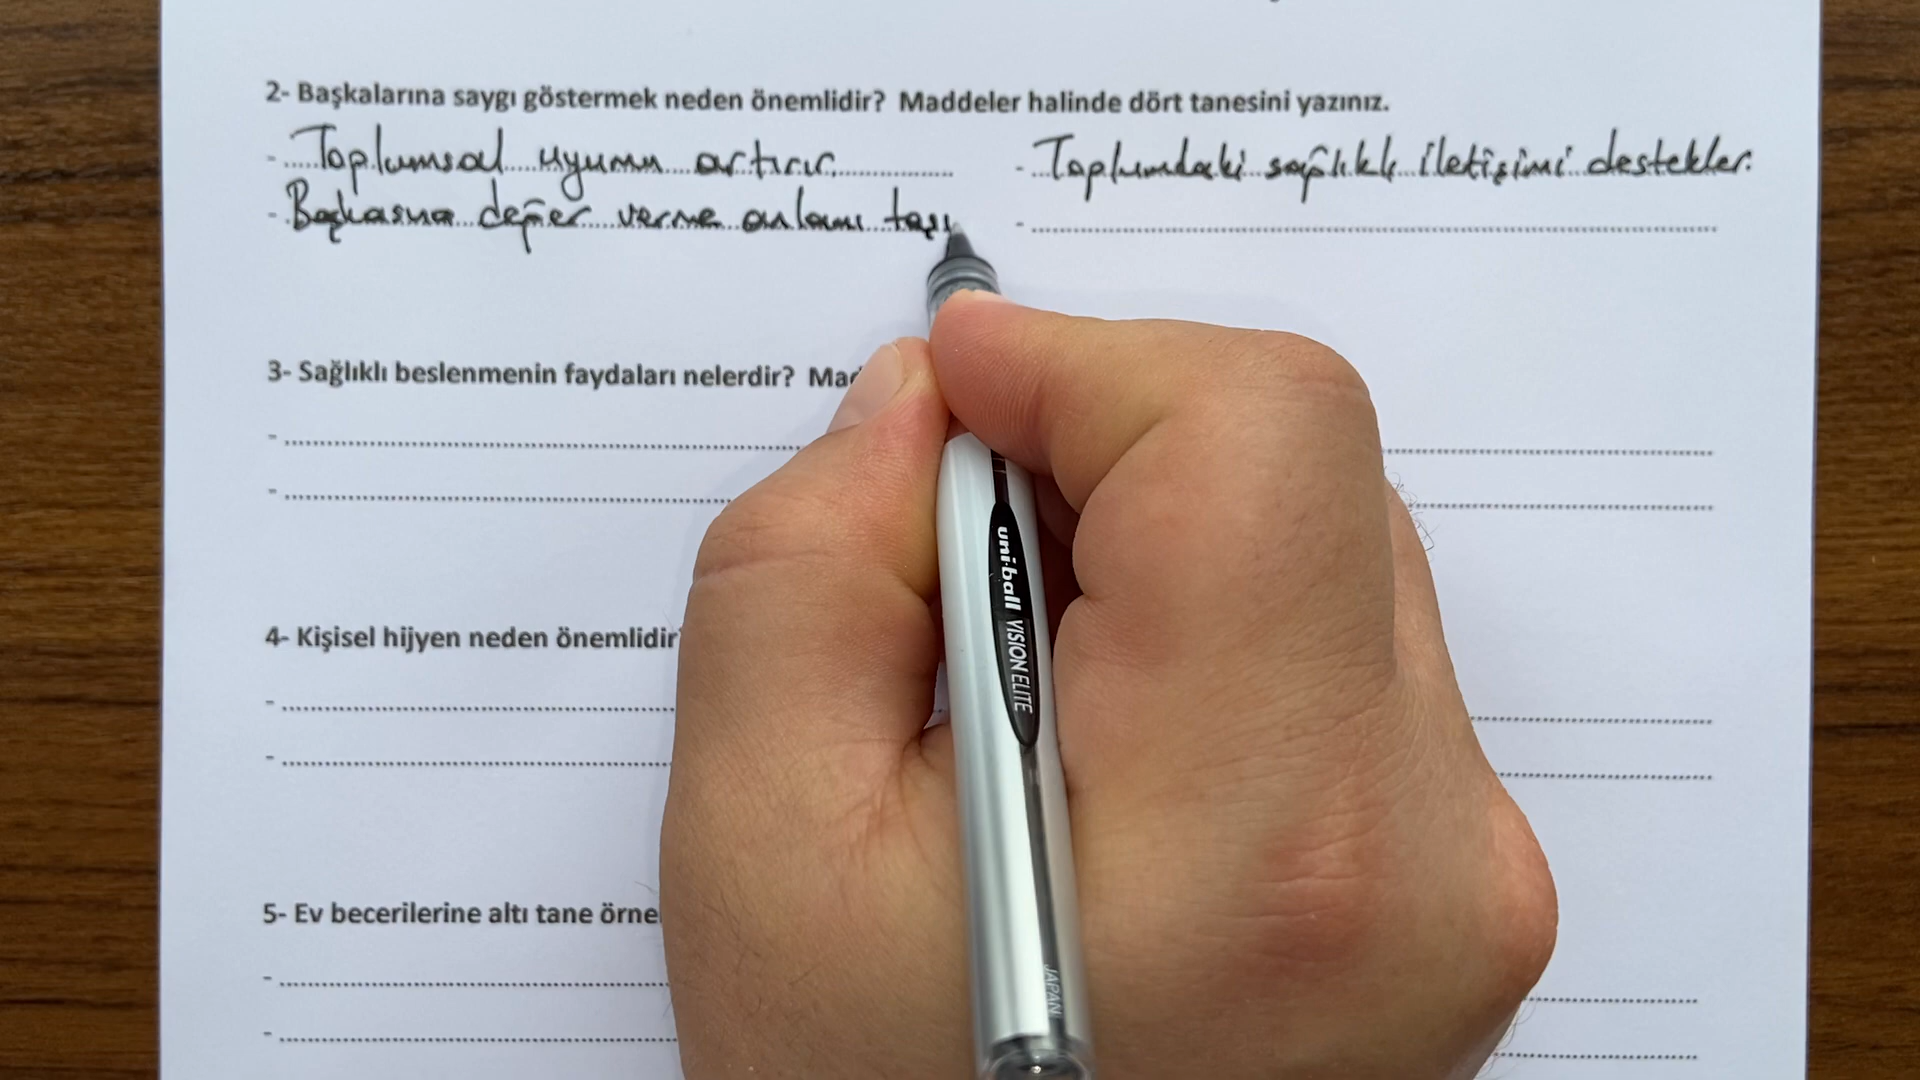 2- Başkalarına saygı göstermek neden önemlidir? Maddeler halinde dört tanesini yazınız.
- Toplumsal uyumu artırır.
- Toplumdaki sağlıklı iletişimi destekler.
- Başkasına değer verme anlamı taşı
-
3- Sağlıklı beslenmenin faydaları nelerdir?
4- Kişisel hijyen neden önemlidir
5- Ev becerilerine altı tane
uni-ball VISION ELITE
JAPAN